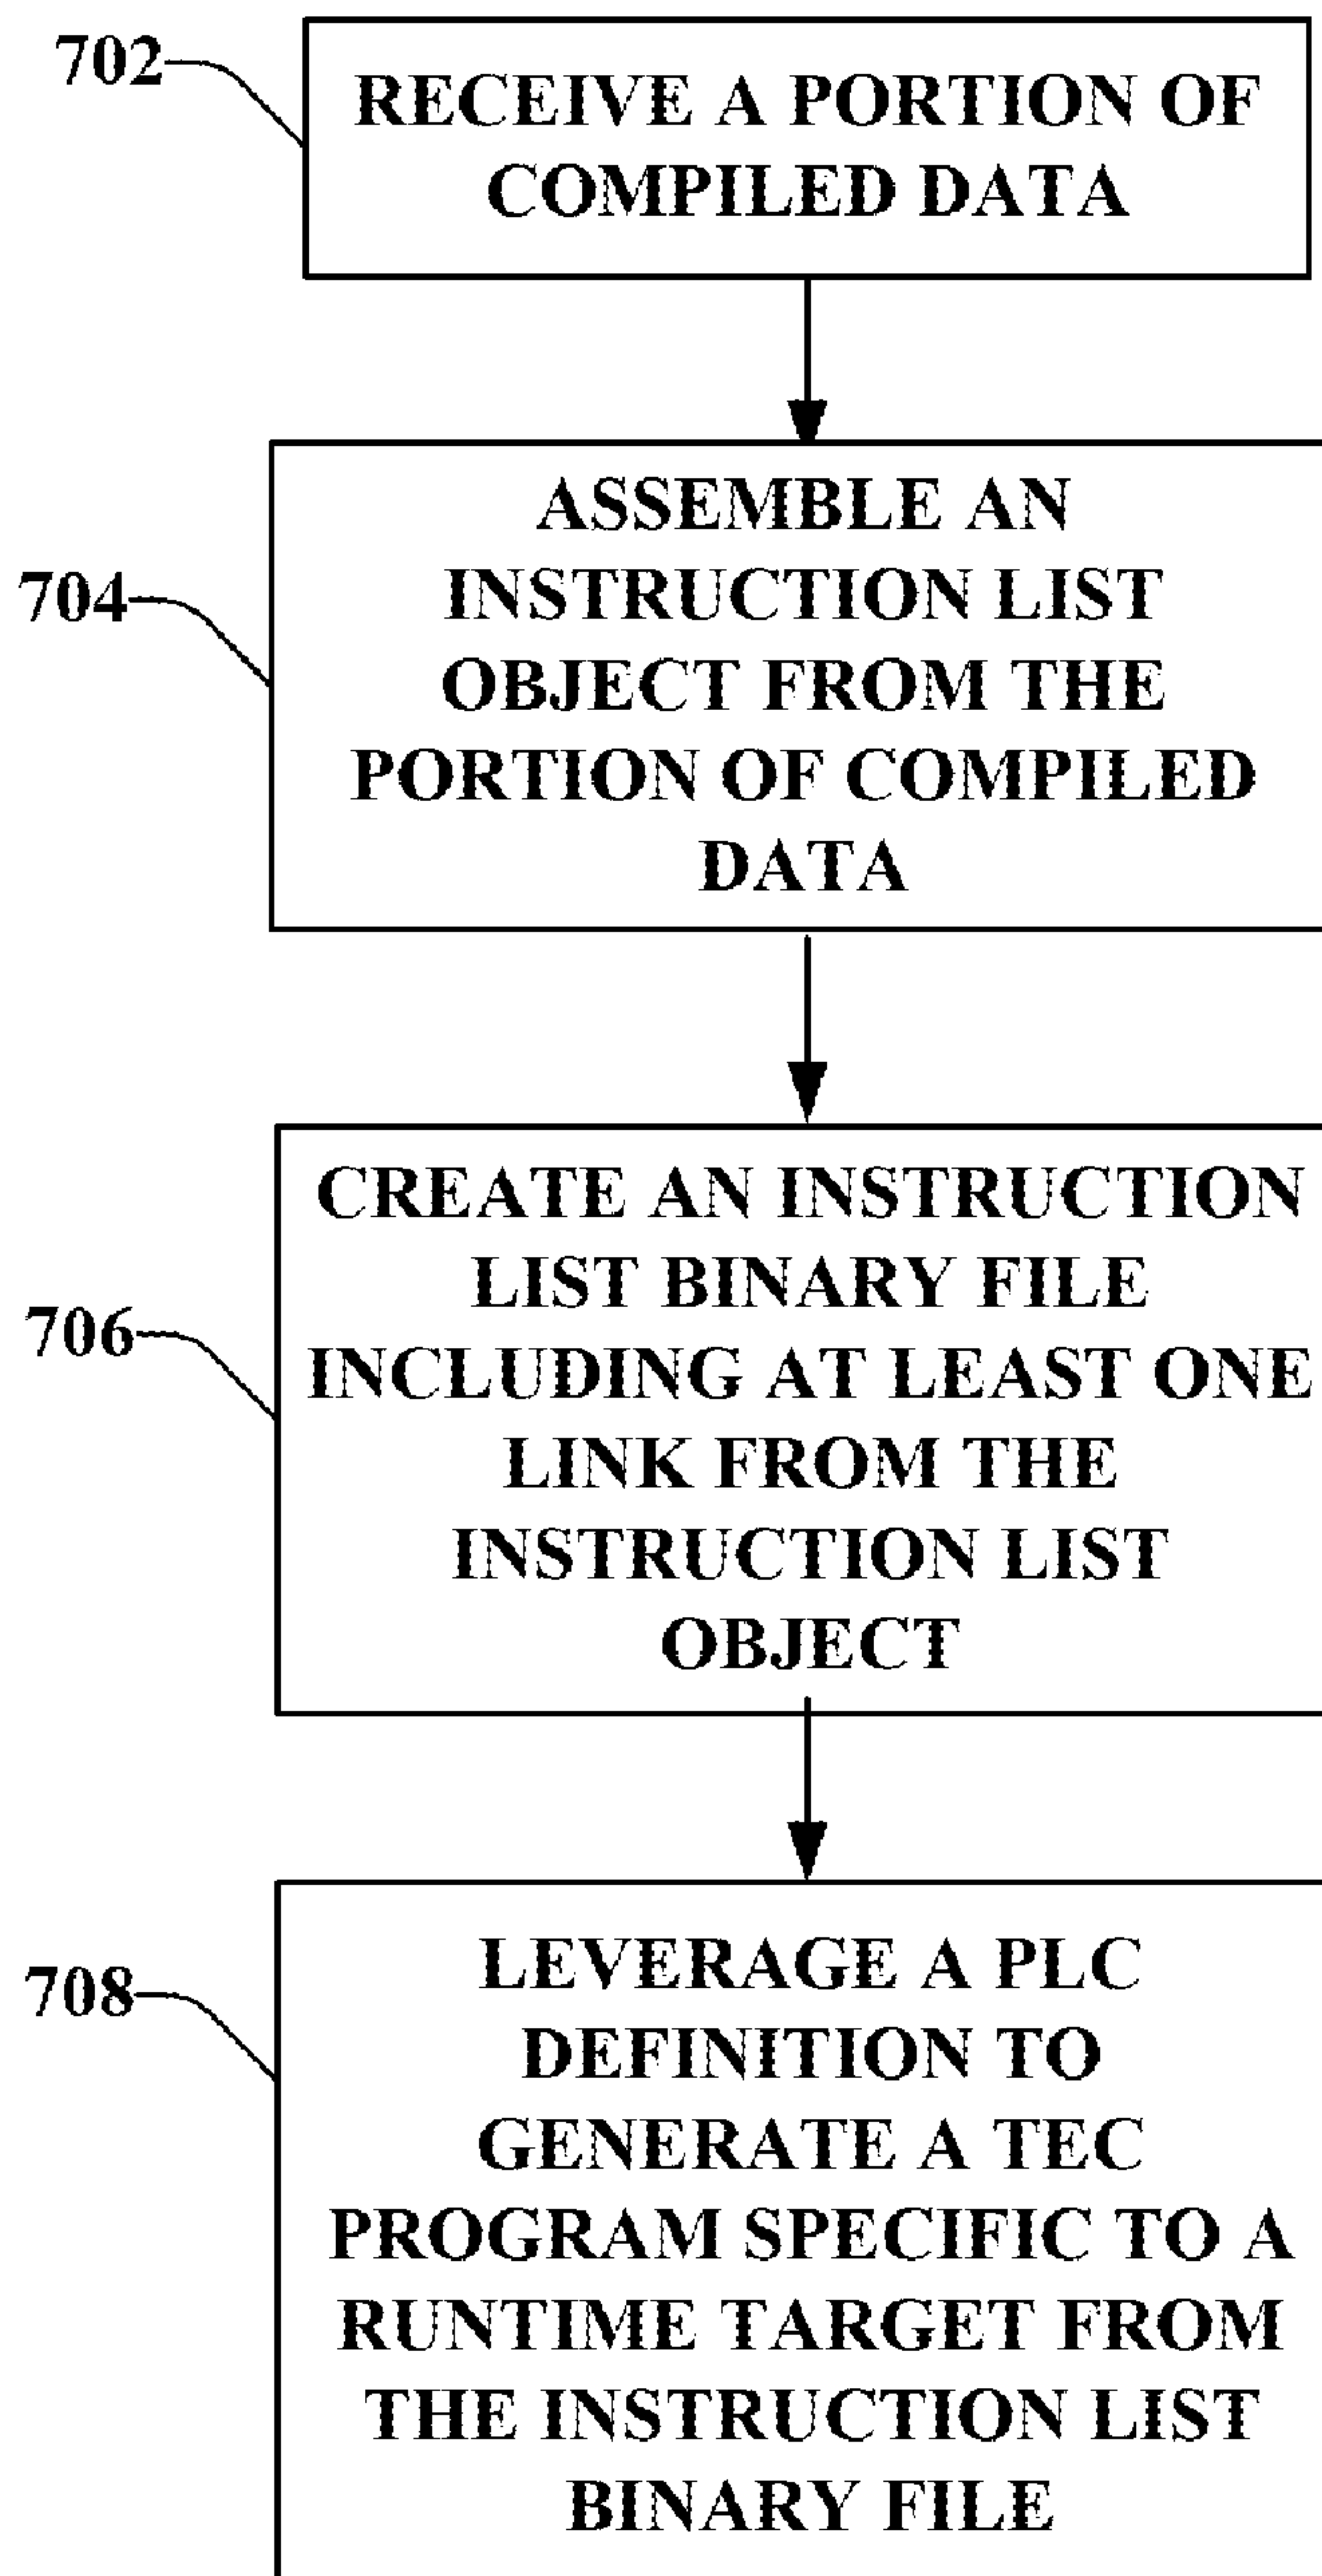 702
RECEIVE A PORTION OF
COMPILED DATA
704
ASSEMBLE AN
INSTRUCTION LIST
OBJECT FROM THE
PORTION OF COMPILED
DATA
706
CREATE AN INSTRUCTION
LIST BINARY FILE
INCLUDING AT LEAST ONE
LINK FROM THE
INSTRUCTION LIST
OBJECT
708
LEVERAGE A PLC
DEFINITION TO
GENERATE A TEC
PROGRAM SPECIFIC TO A
RUNTIME TARGET FROM
THE INSTRUCTION LIST
BINARY FILE